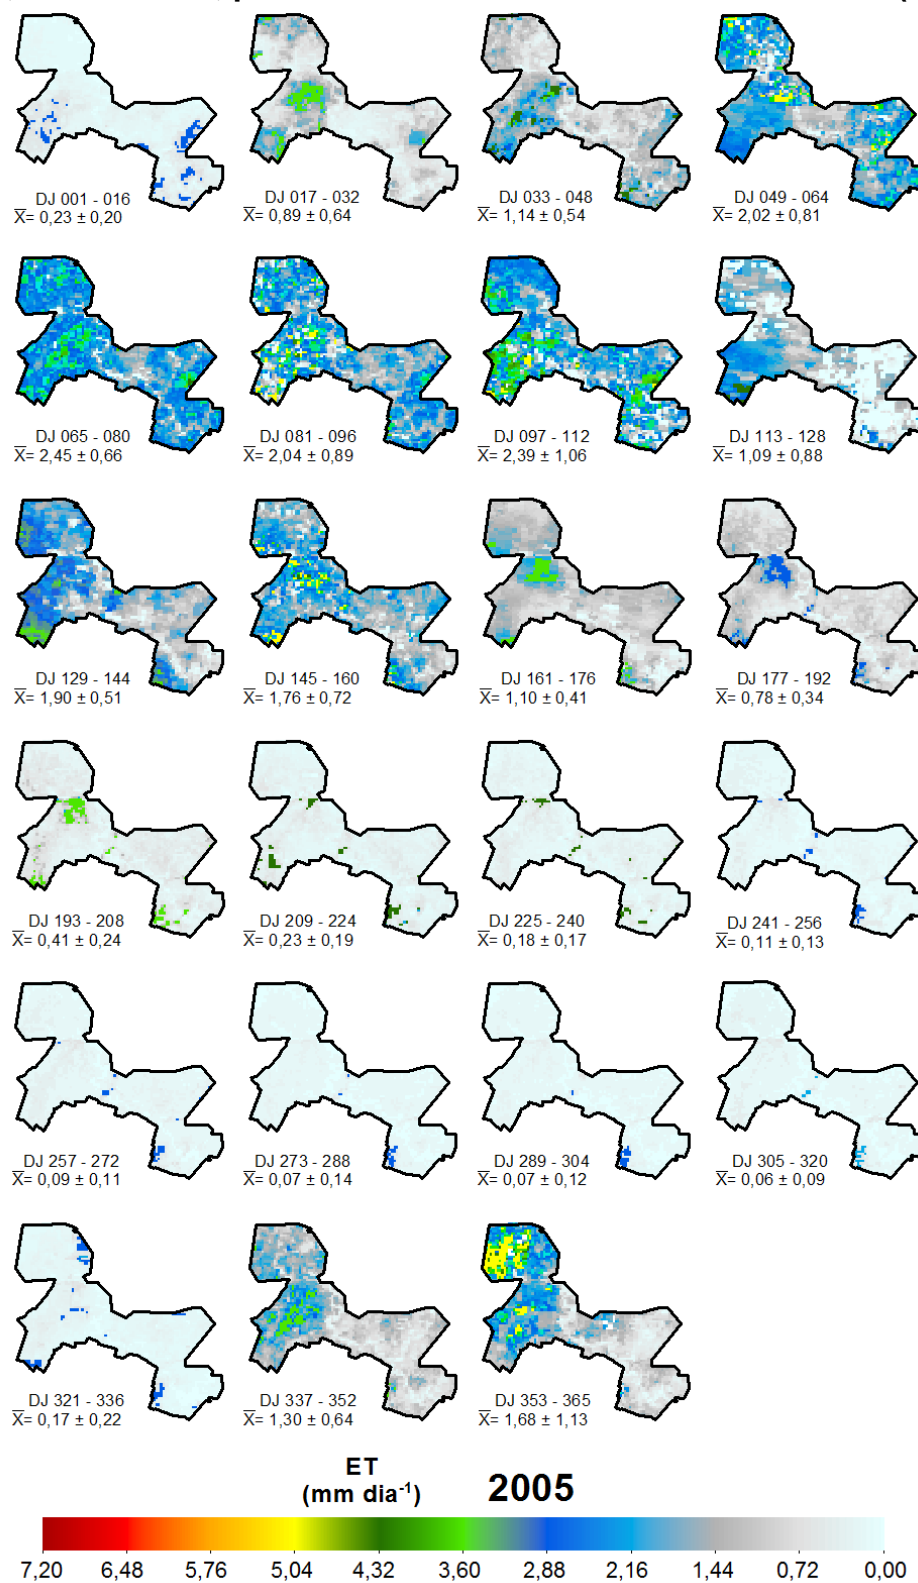 DJ 001 - 016 DJ 017 - 032 DJ 033 - 048 DJ 049 - 064
X̅= 0,23 ± 0,20 X̅= 0,89 ± 0,64 X̅= 1,14 ± 0,54 X̅= 2,02 ± 0,81
DJ 065 - 080 DJ 081 - 096 DJ 097 - 112 DJ 113 - 128
X̅= 2,45 ± 0,66 X̅= 2,04 ± 0,89 X̅= 2,39 ± 1,06 X̅= 1,09 ± 0,88
DJ 129 - 144 DJ 145 - 160 DJ 161 - 176 DJ 177 - 192
X̅= 1,90 ± 0,51 X̅= 1,76 ± 0,72 X̅= 1,10 ± 0,41 X̅= 0,78 ± 0,34
DJ 193 - 208 DJ 209 - 224 DJ 225 - 240 DJ 241 - 256
X̅= 0,41 ± 0,24 X̅= 0,23 ± 0,19 X̅= 0,18 ± 0,17 X̅= 0,11 ± 0,13
DJ 257 - 272 DJ 273 - 288 DJ 289 - 304 DJ 305 - 320
X̅= 0,09 ± 0,11 X̅= 0,07 ± 0,14 X̅= 0,07 ± 0,12 X̅= 0,06 ± 0,09
DJ 321 - 336 DJ 337 - 352 DJ 353 - 365
X̅= 0,17 ± 0,22 X̅= 1,30 ± 0,64 X̅= 1,68 ± 1,13
ET
(mm dia⁻¹) 2005
7,20 6,48 5,76 5,04 4,32 3,60 2,88 2,16 1,44 0,72 0,00